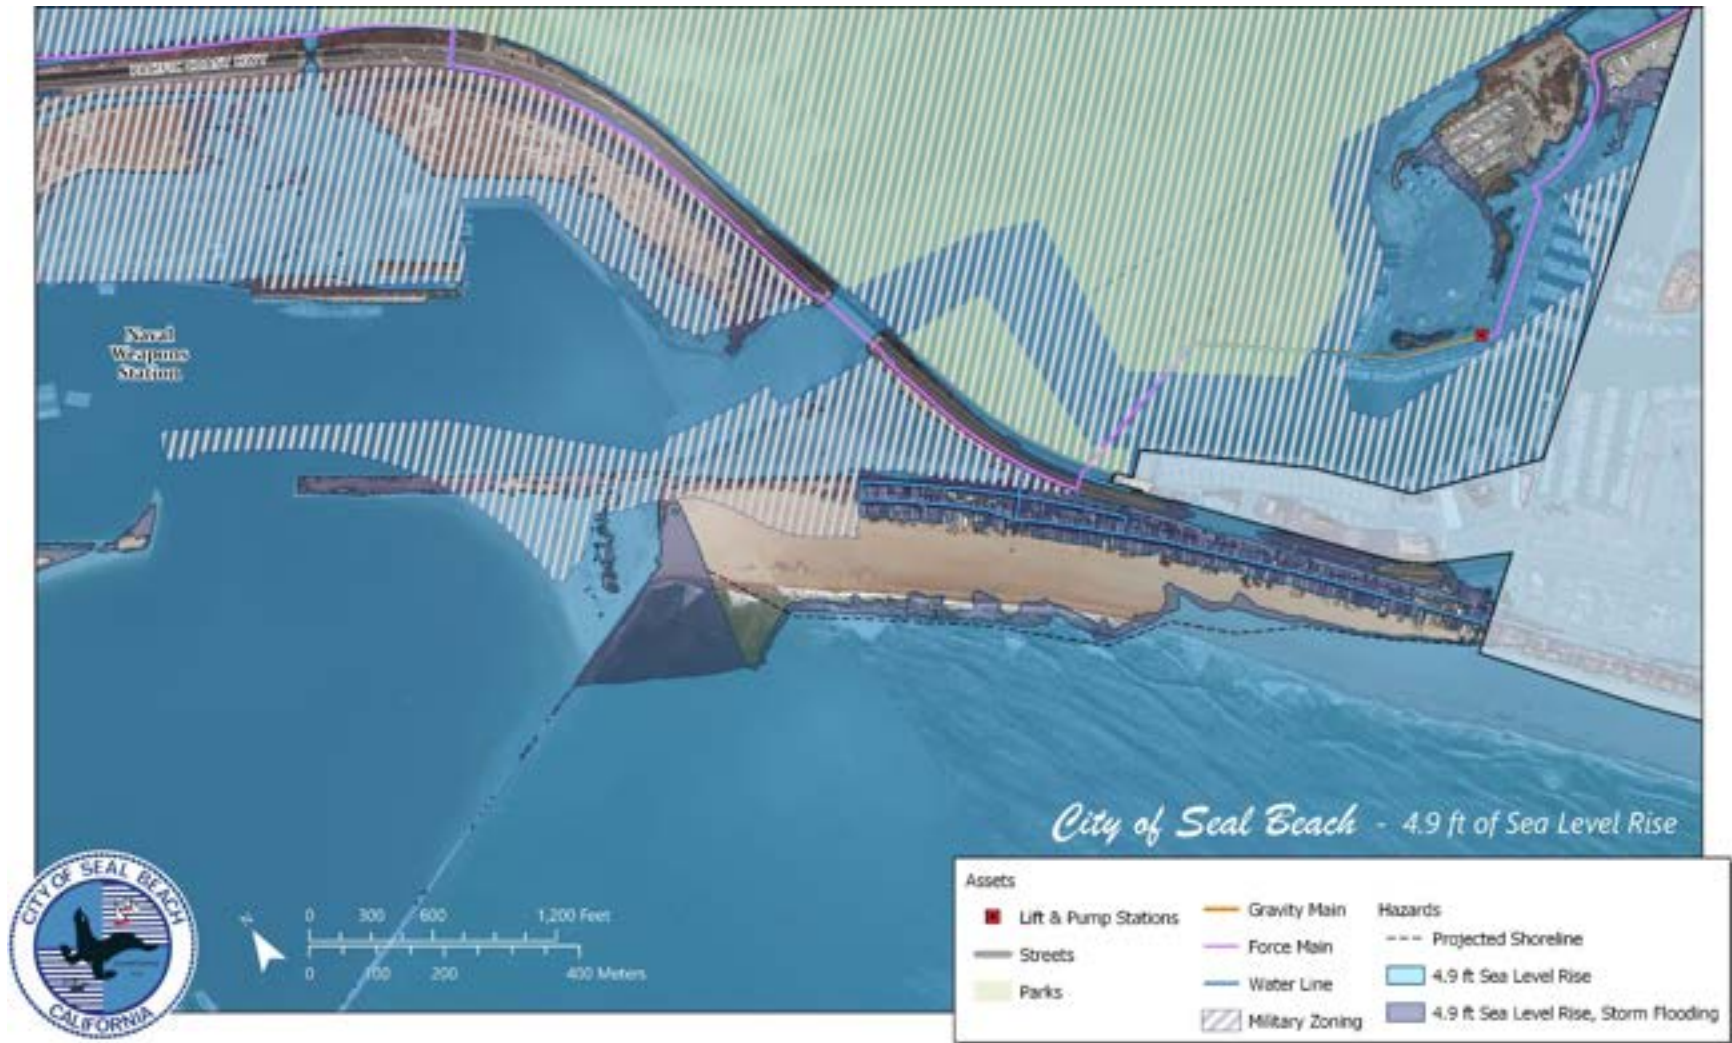 PACIFIC COAST HWY
Naval
Weapons
Station
City of Seal Beach - 4.9 ft of Sea Level Rise
CITY OF SEAL BEACH
CALIFORNIA
0 300 600 1,200 Feet
0 100 200 400 Meters
Assets
Lift & Pump Stations
Streets
Parks
Gravity Main
Force Main
Water Line
Military Zoning
Hazards
Projected Shoreline
4.9 ft Sea Level Rise
4.9 ft Sea Level Rise, Storm Flooding